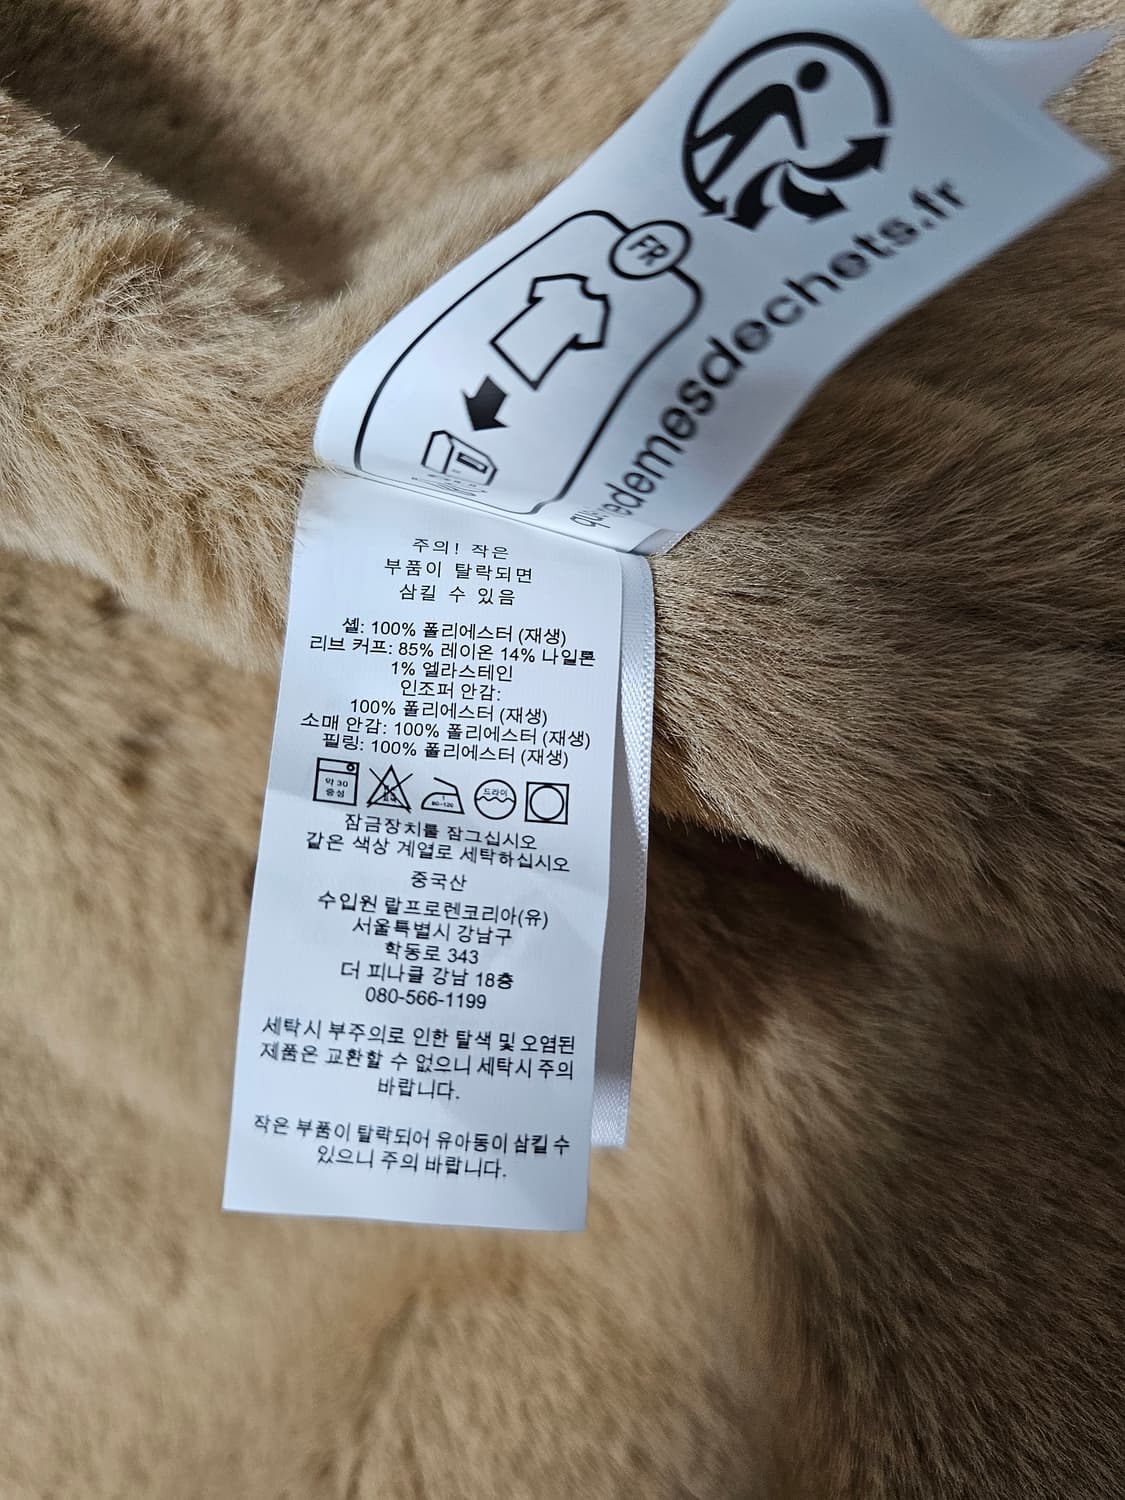 FR
quefairedemesdechets.fr
주의! 작은
부품이 탈락되면
삼킬 수 있음
셸: 100% 폴리에스터 (재생)
리브 커프: 85% 레이온 14% 나일론
1% 엘라스테인
인조퍼 안감:
100% 폴리에스터 (재생)
소매 안감: 100% 폴리에스터 (재생)
필링: 100% 폴리에스터 (재생)
약 30
중성
80~120
드라이
잠금장치를 잠그십시오
같은 색상 계열로 세탁하십시오
중국산
수입원 랄프로렌코리아(유)
서울특별시 강남구
학동로 343
더 피나클 강남 18층
080-566-1199
세탁시 부주의로 인한 탈색 및 오염된
제품은 교환할 수 없으니 세탁시 주의
바랍니다.
작은 부품이 탈락되어 유아동이 삼킬 수
있으니 주의 바랍니다.